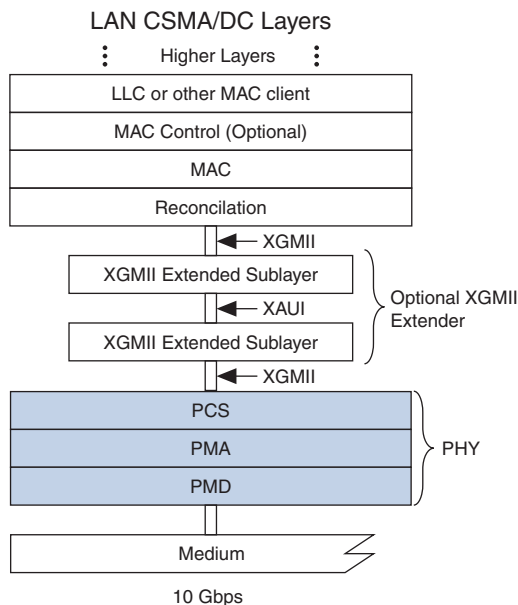 LAN CSMA/DC Layers
Higher Layers
LLC or other MAC client
MAC Control (Optional)
MAC
Reconcilation
XGMII
XGMII Extended Sublayer
XAUI
Optional XGMII
Extender
XGMII Extended Sublayer
XGMII
PCS
PMA
PHY
PMD
Medium
10 Gbps